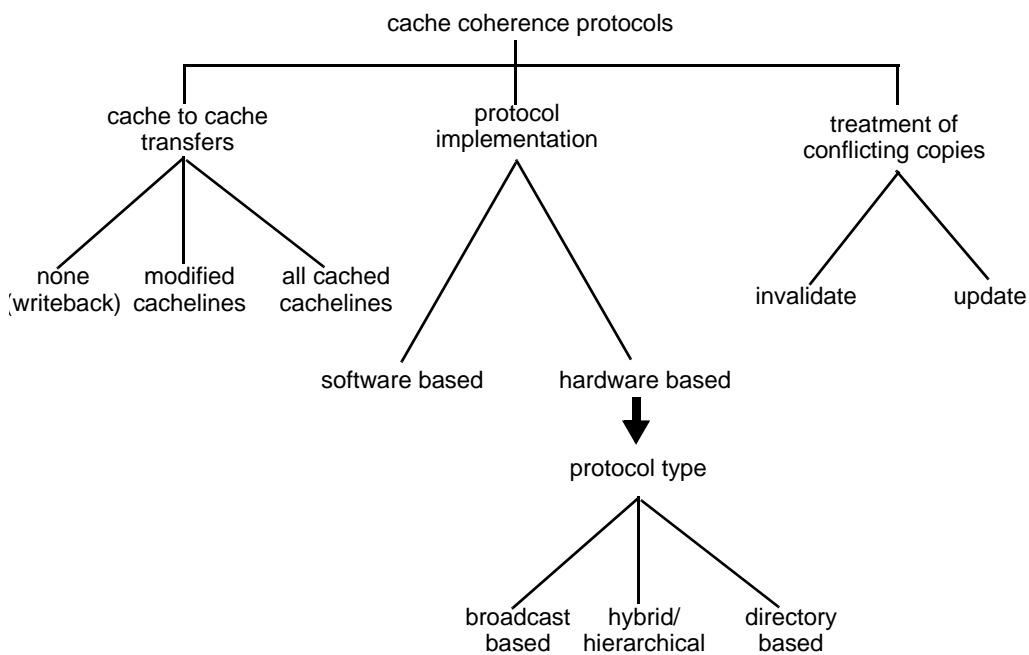 cache coherence protocols
cache to cache
transfers
protocol
implementation
treatment of
conflicting copies
none
(writeback)
modified
cachelines
all cached
cachelines
invalidate
update
software based
hardware based
protocol type
broadcast
based
hybrid/
hierarchical
directory
based